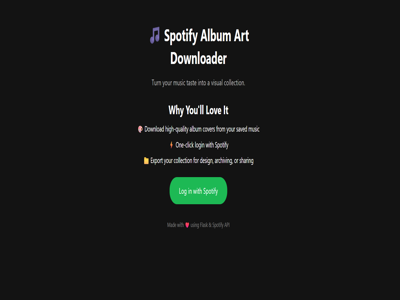 🎵 Spotify Album Art
Downloader
Turn your music taste into a visual collection.
Why You'll Love It
🎨 Download high-quality album covers from your saved music
⚡ One-click login with Spotify
📁 Export your collection for design, archiving, or sharing
Log in with Spotify
Made with ❤️ using Flask & Spotify API